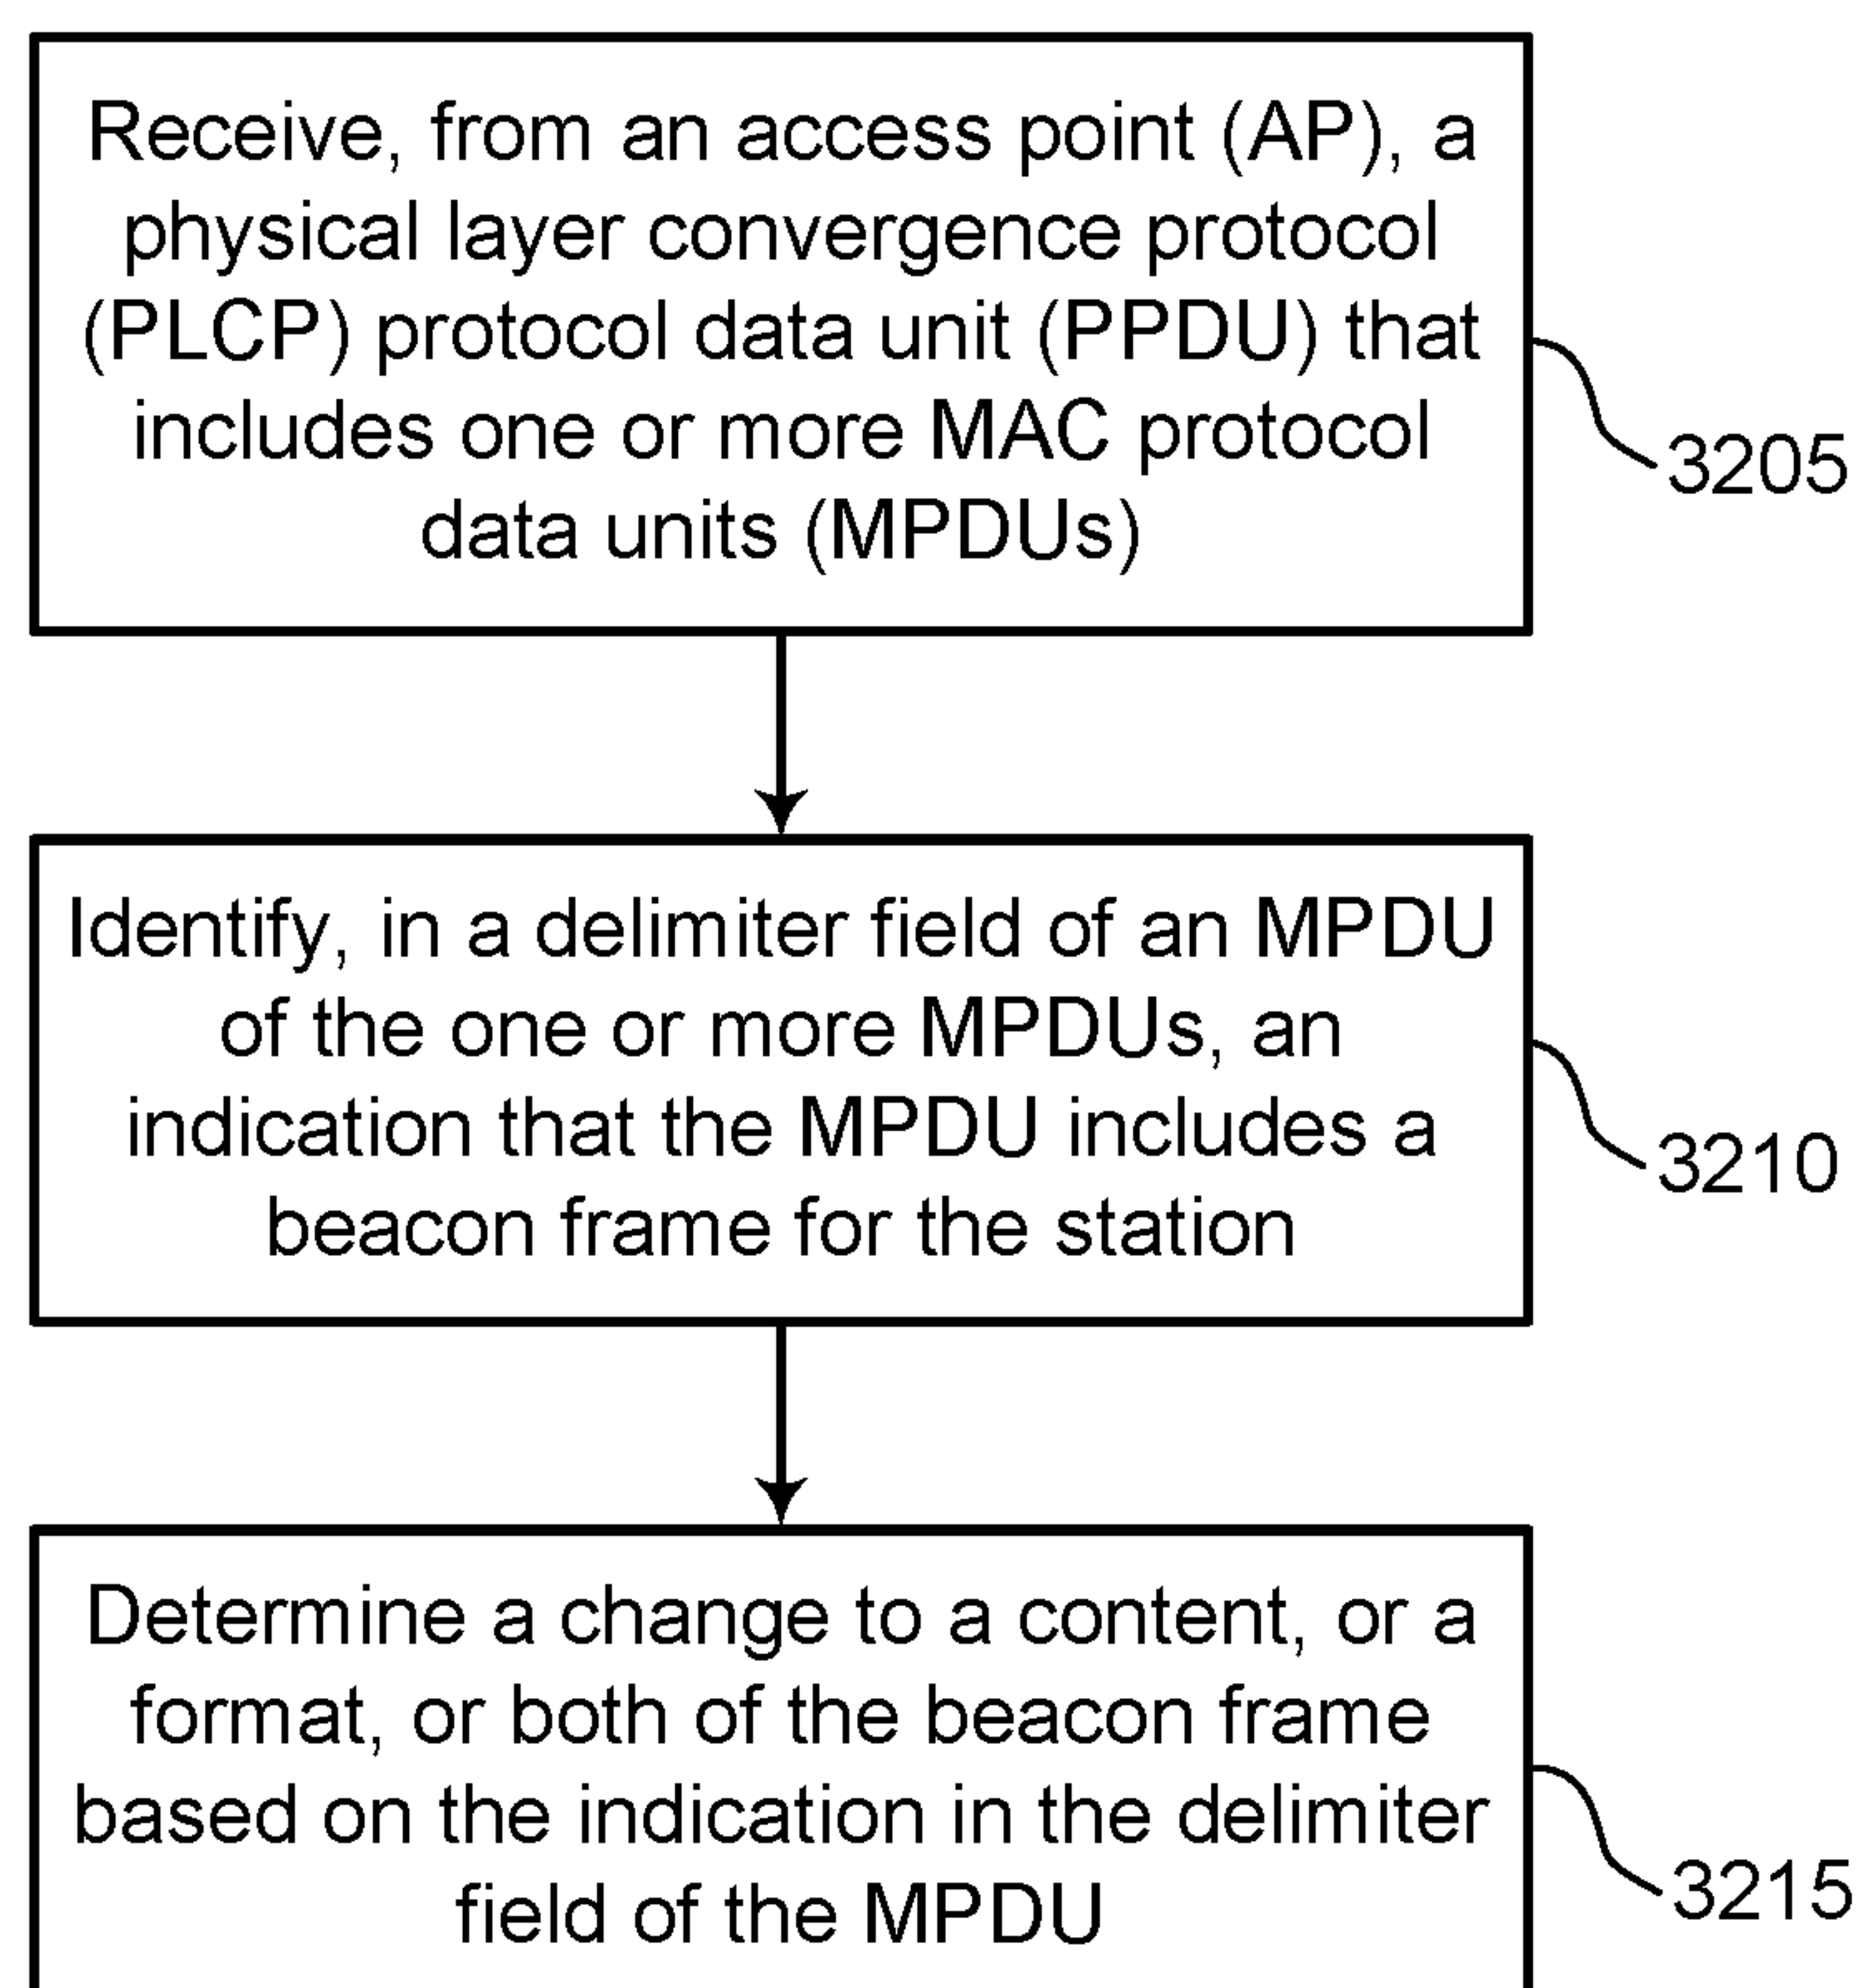 Receive, from an access point (AP), a
physical layer convergence protocol
(PLCP) protocol data unit (PPDU) that
includes one or more MAC protocol
data units (MPDUs)
3205
Identify, in a delimiter field of an MPDU
of the one or more MPDUs, an
indication that the MPDU includes a
beacon frame for the station
3210
Determine a change to a content, or a
format, or both of the beacon frame
based on the indication in the delimiter
field of the MPDU
3215